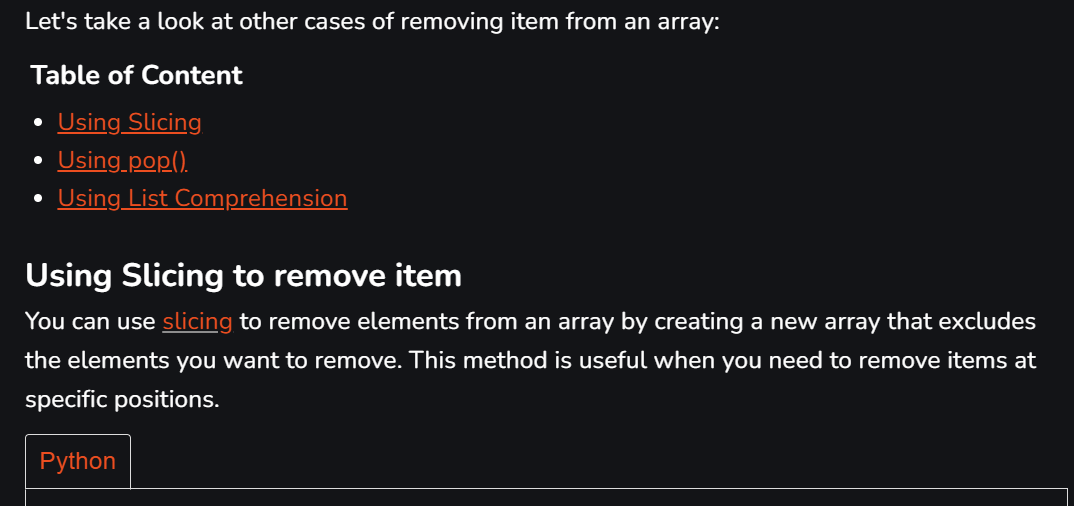 Let's take a look at other cases of removing item from an array:
Table of Content
Using Slicing
Using pop()
Using List Comprehension
Using Slicing to remove item
You can use slicing to remove elements from an array by creating a new array that excludes
the elements you want to remove. This method is useful when you need to remove items at
specific positions.
Python